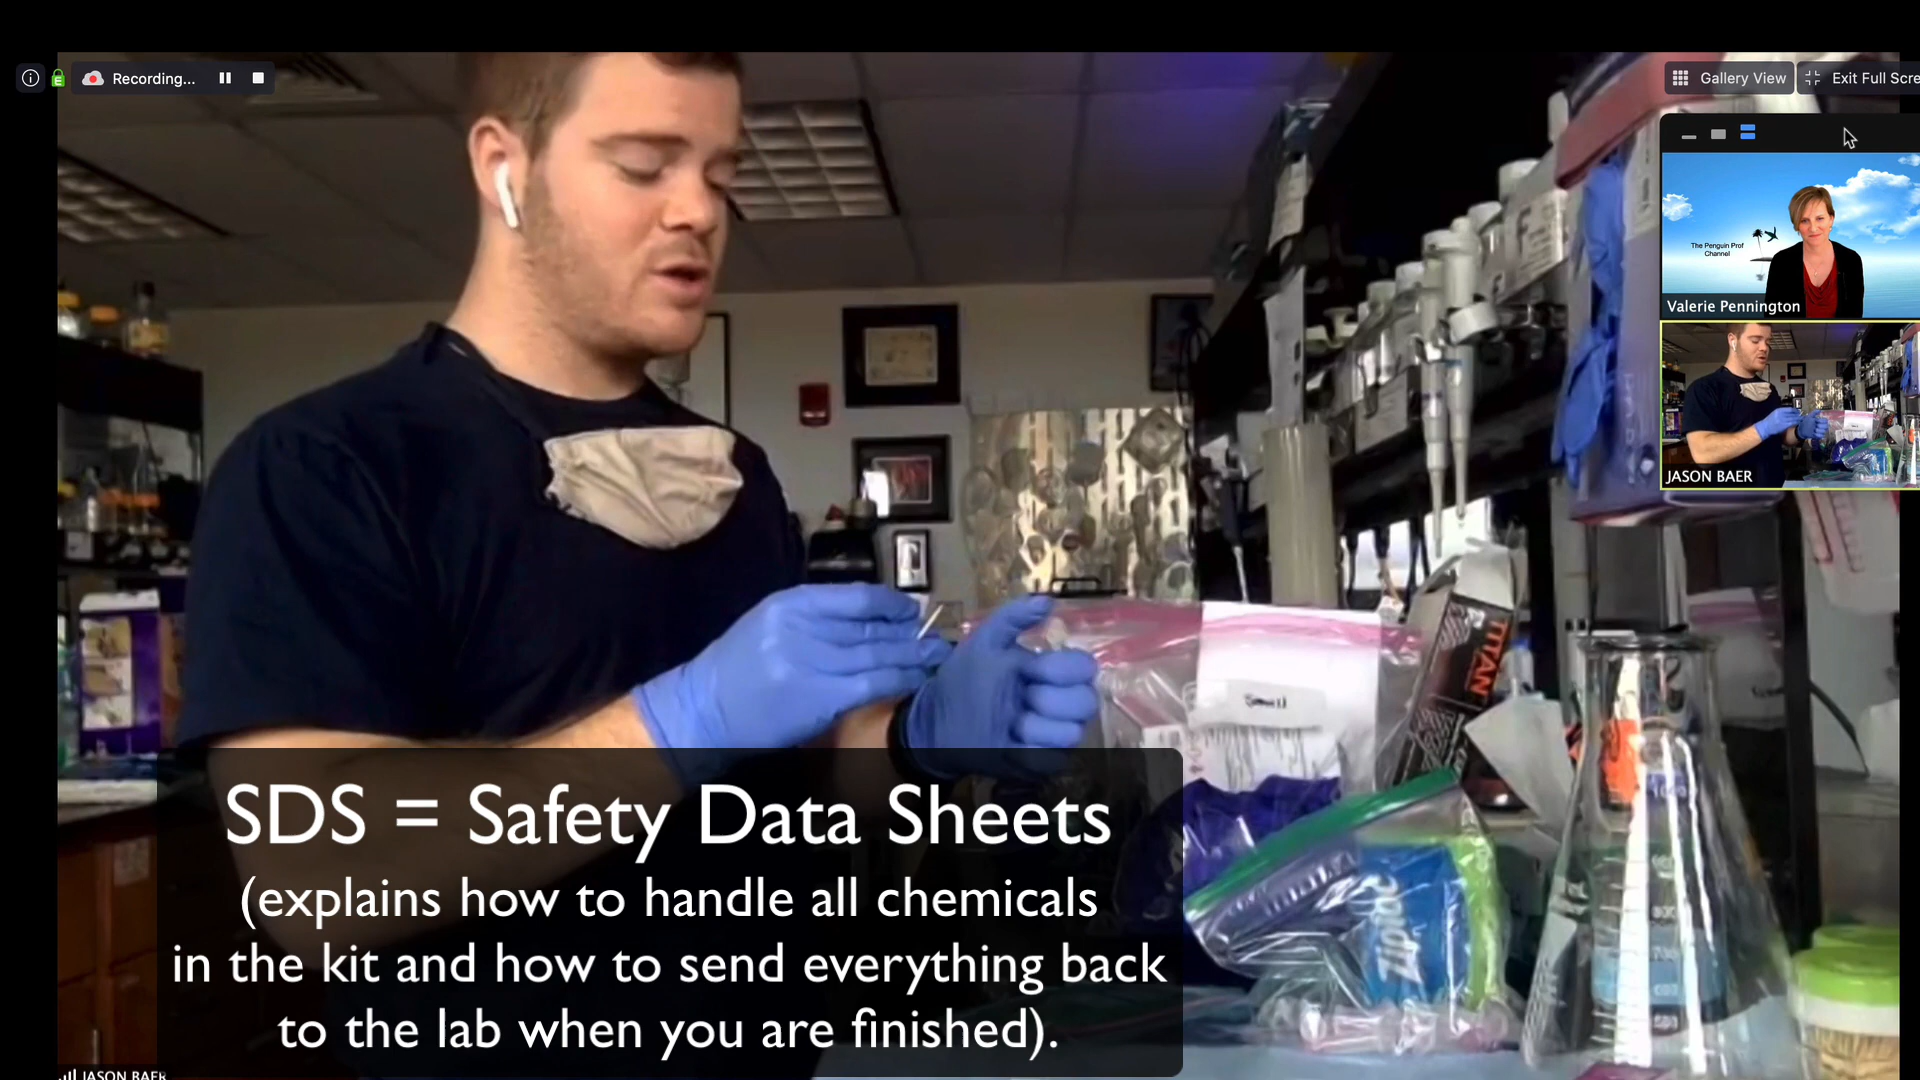 Recording...
Gallery View
Exit Full Scre
The Penguin Prof
Channel
Valerie Pennington
JASON BAER
TITAN
Ziploc
SDS = Safety Data Sheets
(explains how to handle all chemicals
in the kit and how to send everything back
to the lab when you are finished).
JASON BAER